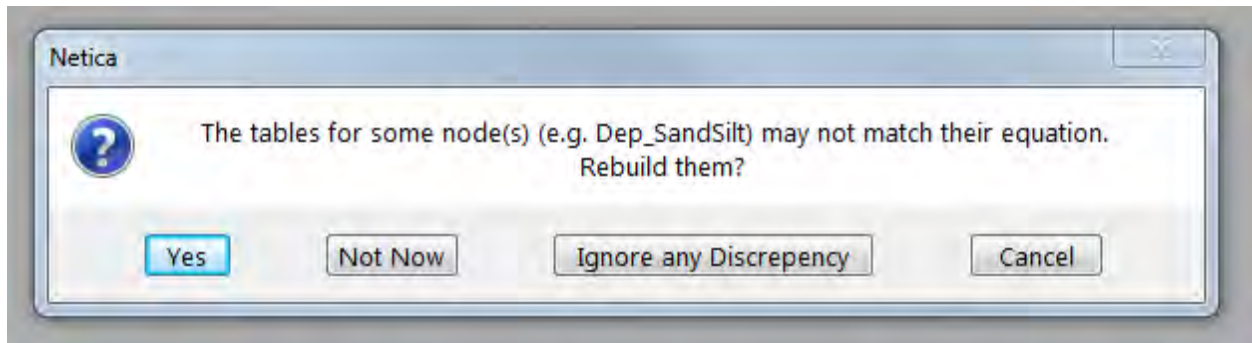 Netica
The tables for some node(s) (e.g. Dep_SandSilt) may not match their equation.
Rebuild them?
Yes Not Now Ignore any Discrepency Cancel